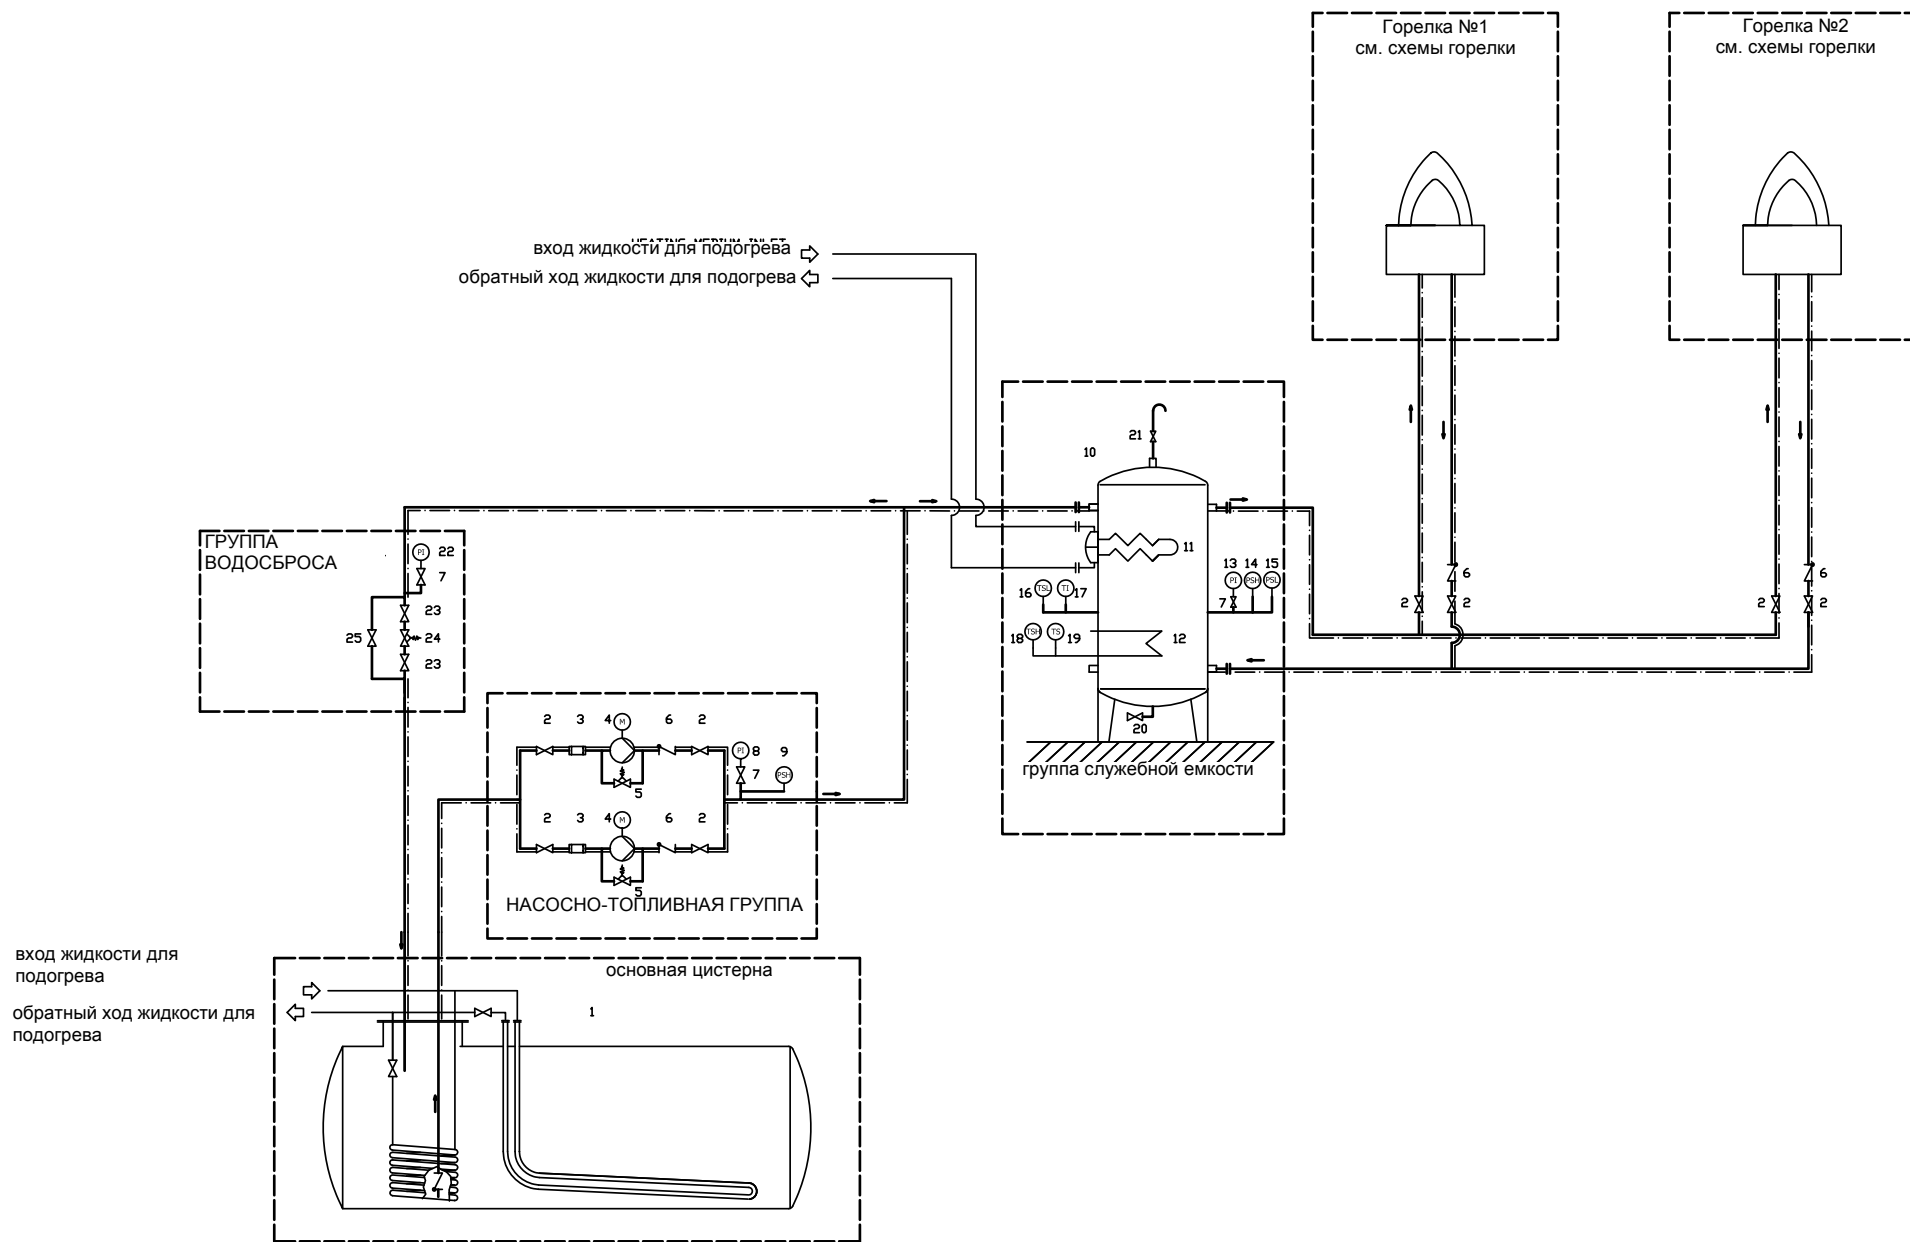 Горелка №1
см. схемы горелки
Горелка №2
см. схемы горелки
HEATING MEDIUM INLET
вход жидкости для подогрева
обратный ход жидкости для подогрева
21
10
ГРУППА
ВОДОСБРОСА
PI 22
7
23
25 24
23
11
13 14 15
PI PSH PSL
7
16 TSL TI 17
18 TSH TS 19
12
20
группа служебной емкости
6
2 2
6
2 2
2 3 4 M 6 2
5
PI 8 9
7 PSH
2 3 4 M 6 2
5
НАСОСНО-ТОПЛИВНАЯ ГРУППА
вход жидкости для
подогрева
обратный ход жидкости для
подогрева
основная цистерна
1